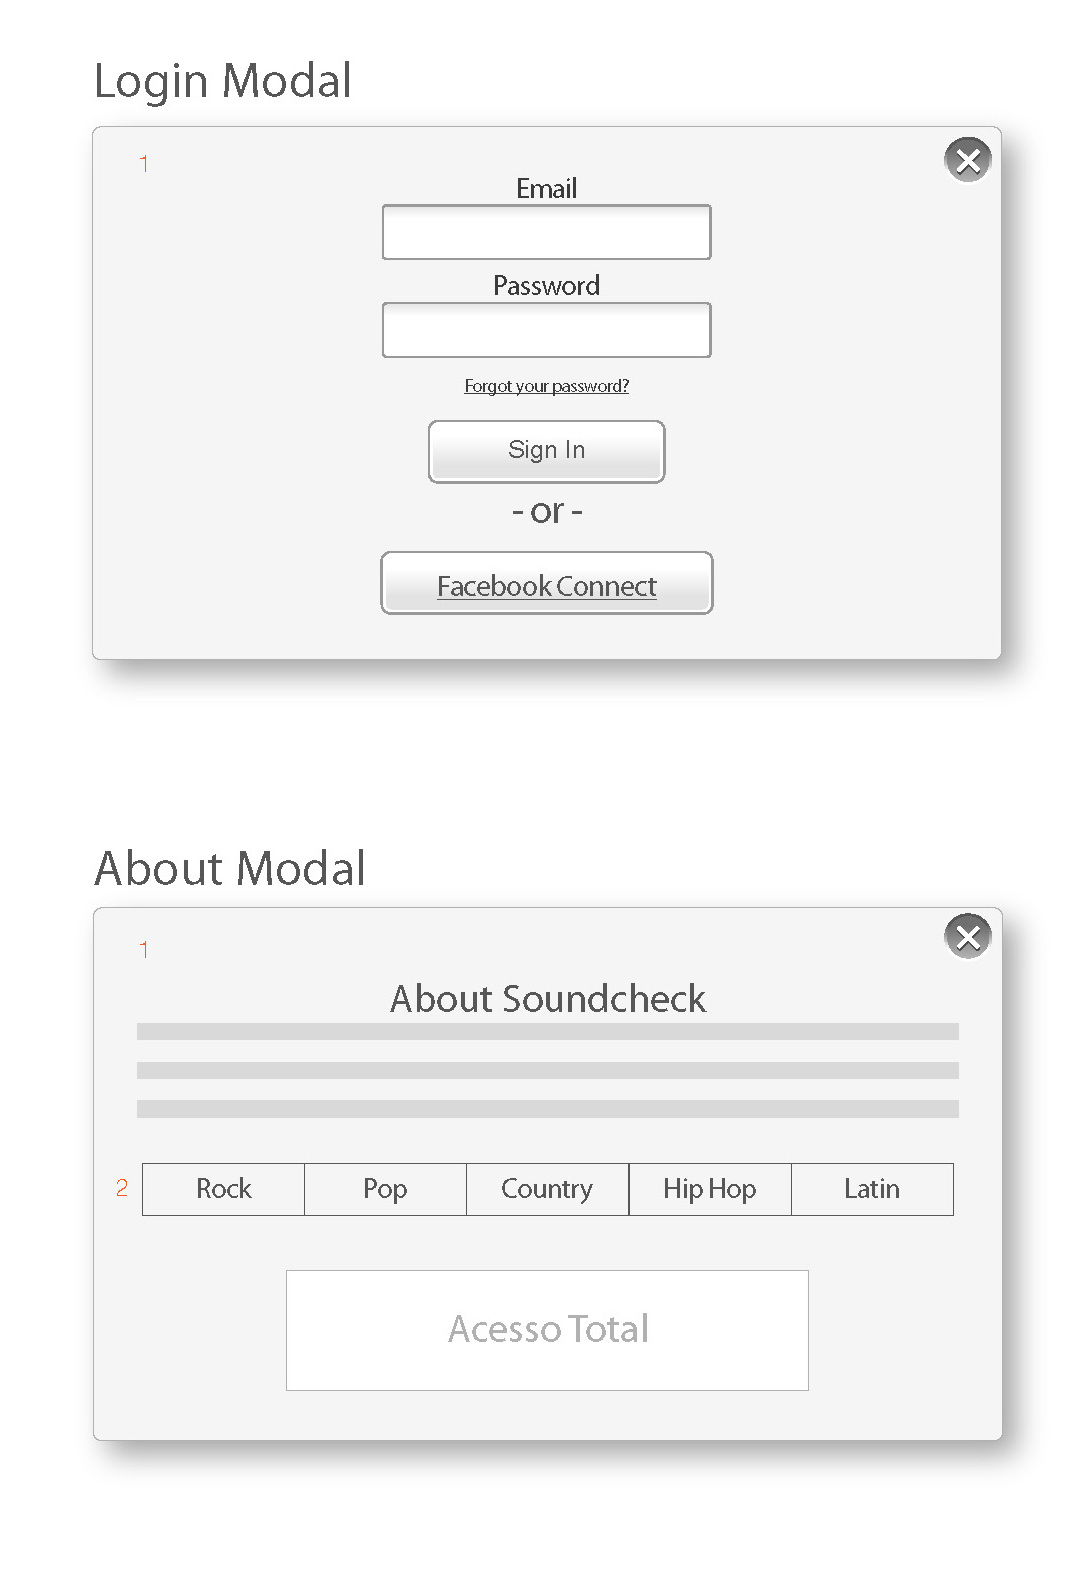 Login Modal
1
Email
Password
Forgot your password?
Sign In
- or -
Facebook Connect
About Modal
1
About Soundcheck
2 Rock Pop Country Hip Hop Latin
Acesso Total